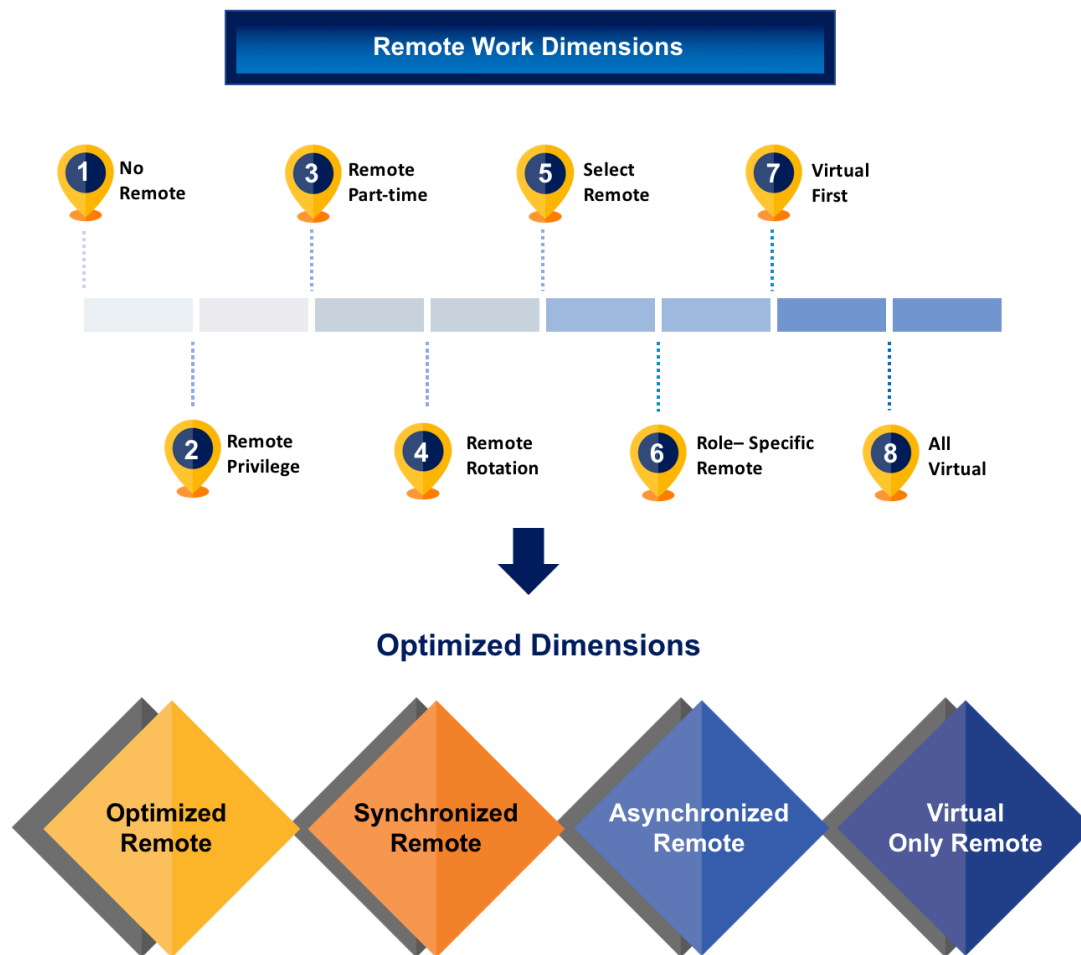 Remote Work Dimensions
1
No
Remote
3
Remote
Part-time
5
Select
Remote
7
Virtual
First
2
Remote
Privilege
4
Remote
Rotation
6
Role– Specific
Remote
8
All
Virtual
Optimized Dimensions
Optimized
Remote
Synchronized
Remote
Asynchronized
Remote
Virtual
Only Remote